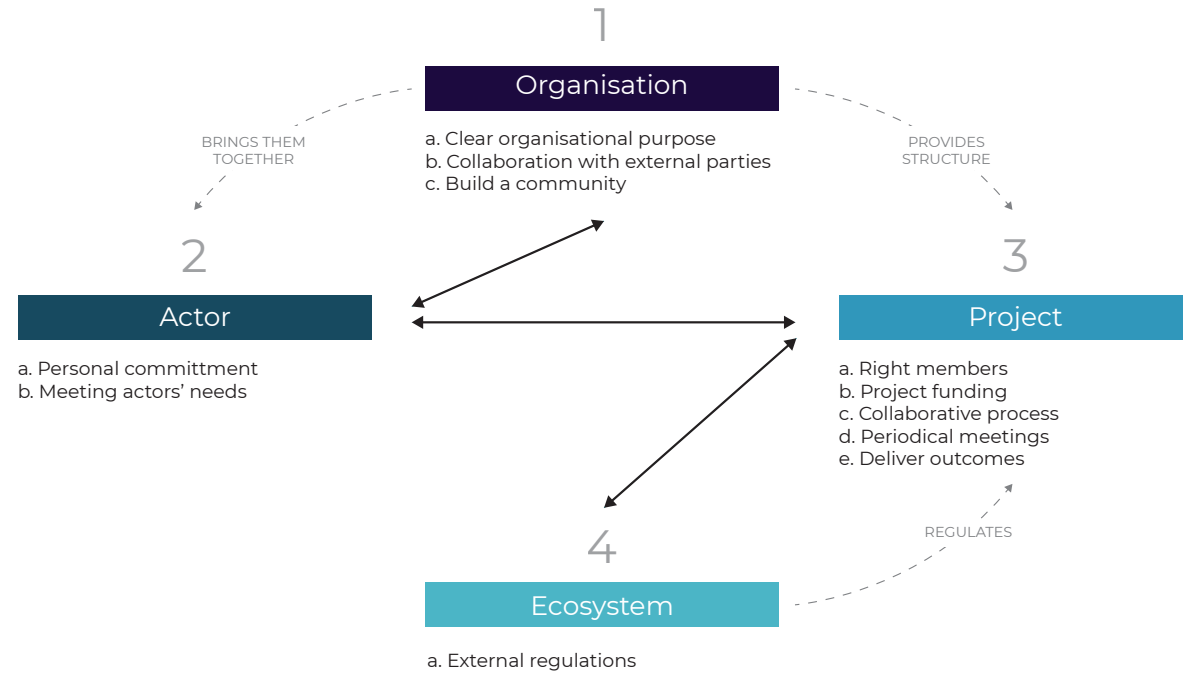 1
Organisation
a. Clear organisational purpose
b. Collaboration with external parties
c. Build a community
BRINGS THEM
TOGETHER
PROVIDES
STRUCTURE
2
Actor
a. Personal committment
b. Meeting actors’ needs
3
Project
a. Right members
b. Project funding
c. Collaborative process
d. Periodical meetings
e. Deliver outcomes
REGULATES
4
Ecosystem
a. External regulations